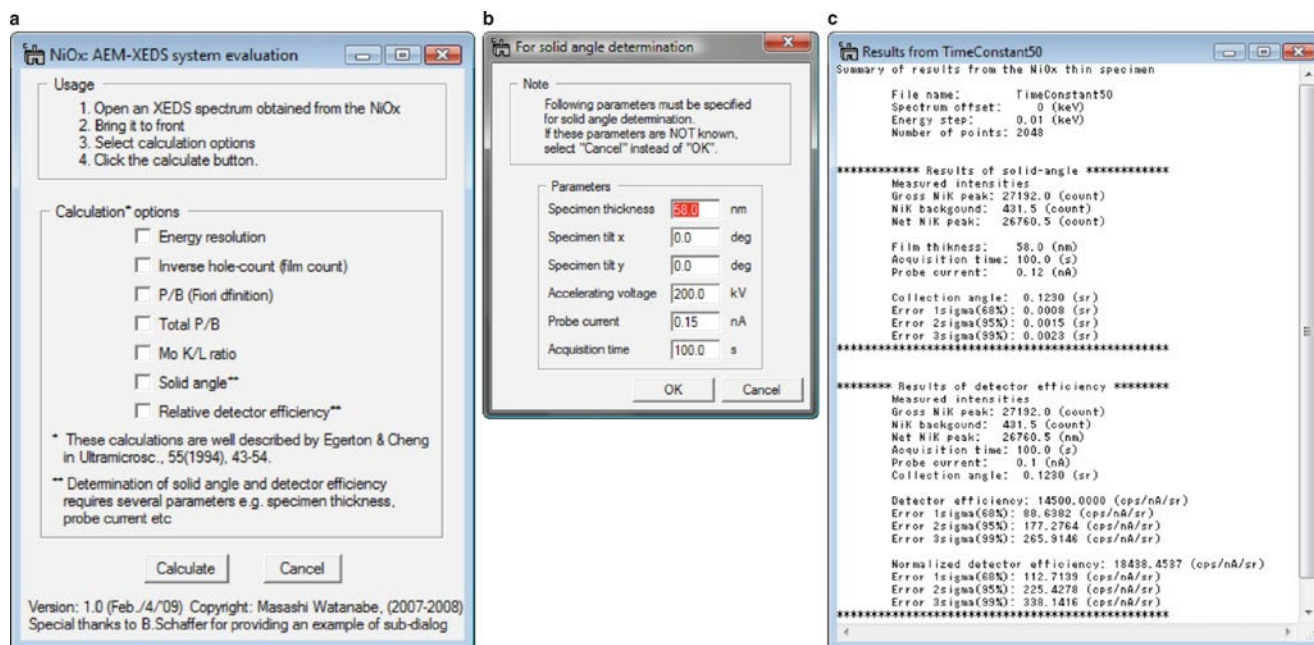 a
NiOx: AEM-XEDS system evaluation
Usage
1. Open an XEDS spectrum obtained from the NiOx
2. Bring it to front
3. Select calculation options
4. Click the calculate button.
Calculation* options
Energy resolution
Inverse hole-count (film count)
P/B (Fiori dfinition)
Total P/B
Mo K/L ratio
Solid angle**
Relative detector efficiency**
* These calculations are well described by Egerton & Cheng
in Ultramicrosc., 55(1994), 43-54.
** Determination of solid angle and detector efficiency
requires several parameters e.g. specimen thickness,
probe current etc
Calculate Cancel
Version: 1.0 (Feb./4/'09) Copyright: Masashi Watanabe, (2007-2008)
Special thanks to B.Schaffer for providing an example of sub-dialog
b
For solid angle determination
Note
Following parameters must be specified
for solid angle determination.
If these parameters are NOT known,
select "Cancel" instead of "OK".
Parameters
Specimen thickness 58.0 nm
Specimen tilt x 0.0 deg
Specimen tilt y 0.0 deg
Accelerating voltage 200.0 kV
Probe current 0.15 nA
Acquisition time 100.0 s
OK Cancel
c
Results from TimeConstant50
Summary of results from the NiOx thin specimen
File name: TimeConstant50
Spectrum offset: 0 (keV)
Energy step: 0.01 (keV)
Number of points: 2048
************ Results of solid-angle ************
Measured intensities
Gross NiK peak: 27192.0 (count)
NiK backgound: 431.5 (count)
Net NiK peak: 26760.5 (count)
Film thikness: 58.0 (nm)
Acquisition time: 100.0 (s)
Probe current: 0.12 (nA)
Collection angle: 0.1230 (sr)
Error 1sigma(68%): 0.0008 (sr)
Error 2sigma(95%): 0.0015 (sr)
Error 3sigma(99%): 0.0023 (sr)
************************************************
******** Results of detector efficiency ********
Measured intensities
Gross NiK peak: 27192.0 (count)
NiK backgound: 431.5 (count)
Net NiK peak: 26760.5 (nm)
Acquisition time: 100.0 (s)
Probe current: 0.1 (nA)
Collection angle: 0.1230 (sr)
Detector efficiency: 14500.0000 (cps/nA/sr)
Error 1sigma(68%): 88.6382 (cps/nA/sr)
Error 2sigma(95%): 177.2764 (cps/nA/sr)
Error 3sigma(99%): 265.9146 (cps/nA/sr)
Normalized detector efficiency: 18438.4537 (cps/nA/sr)
Error 1sigma(68%): 112.7139 (cps/nA/sr)
Error 2sigma(95%): 225.4278 (cps/nA/sr)
Error 3sigma(99%): 338.1416 (cps/nA/sr)
************************************************